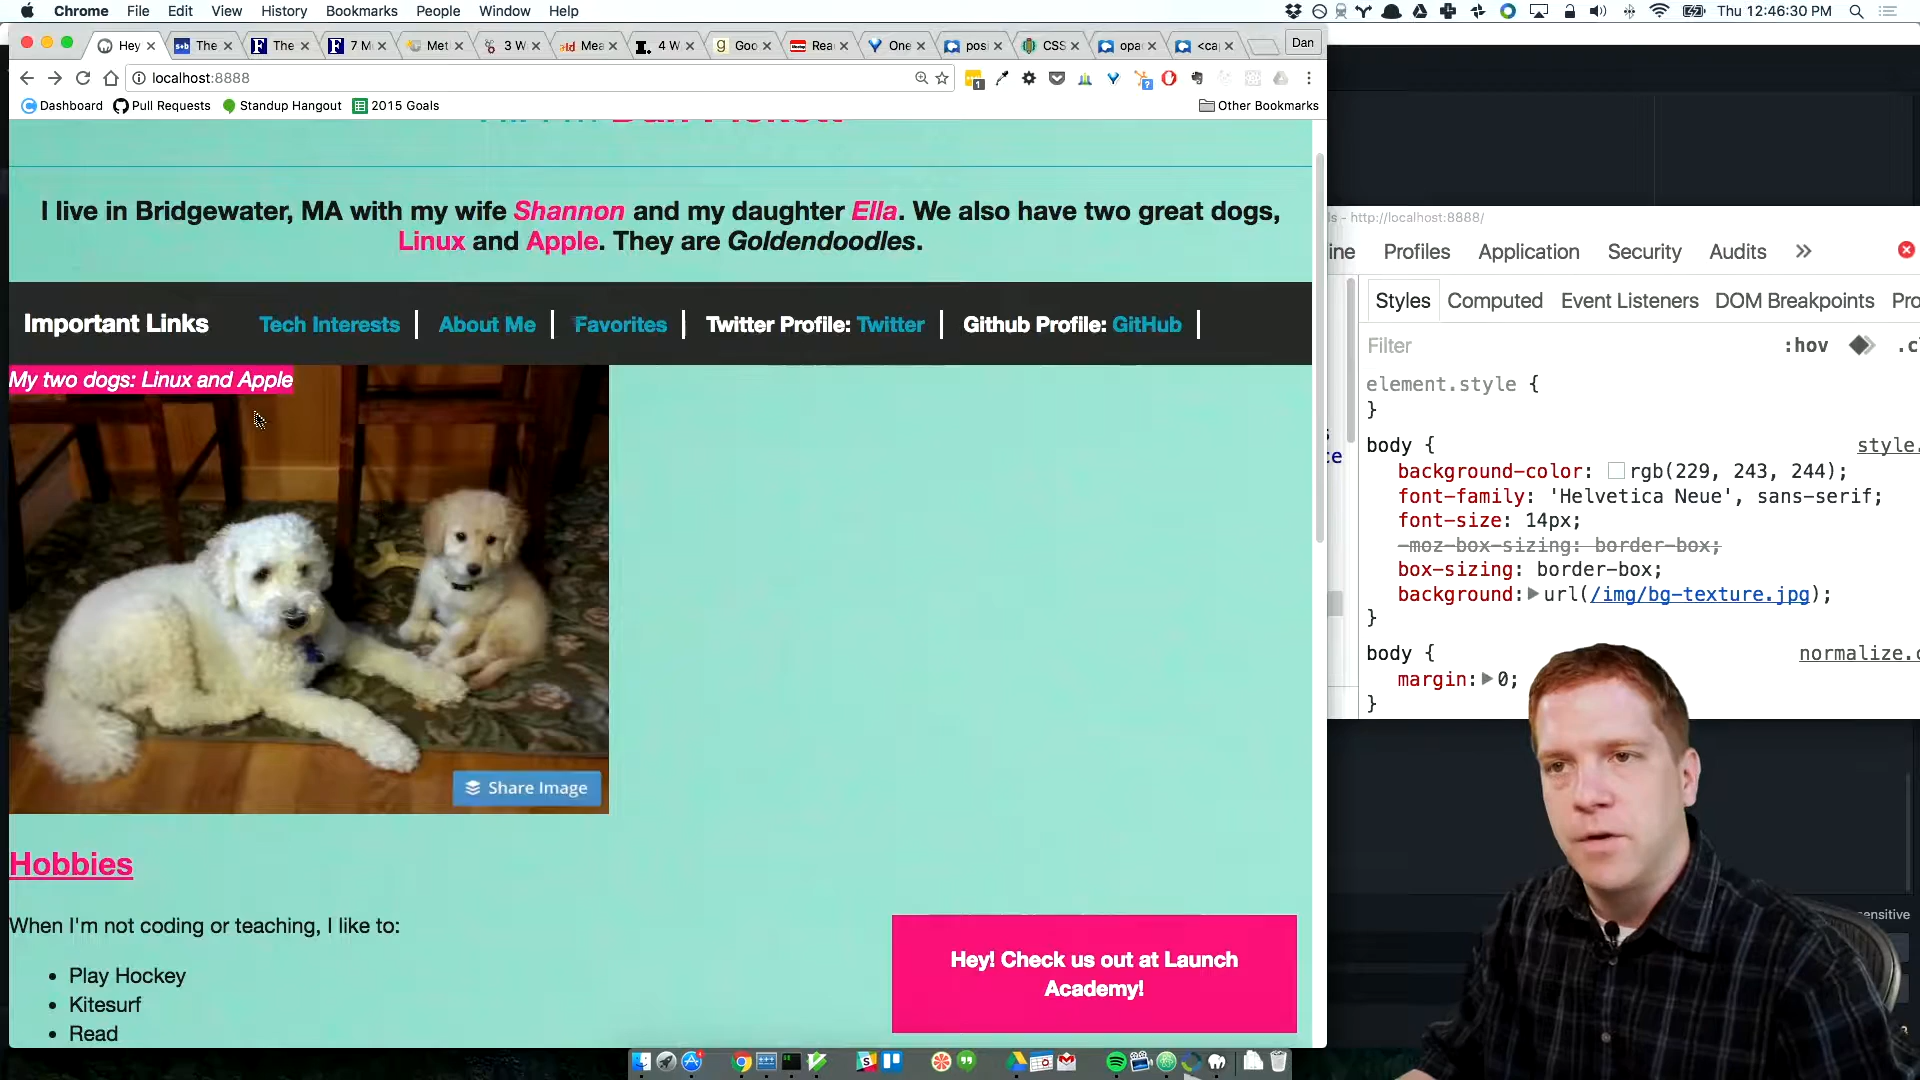 Chrome File Edit View History Bookmarks People Window Help Thu 12:46:30 PM
Hey The The 7 M Met 3 W Mea 4 W Goo Rea One posi CSS opa <ca Dan
localhost:8888
Dashboard Pull Requests Standup Hangout 2015 Goals Other Bookmarks
I live in Bridgewater, MA with my wife Shannon and my daughter Ella. We also have two great dogs,
Linux and Apple. They are Goldendoodles.
Important Links Tech Interests About Me Favorites Twitter Profile: Twitter Github Profile: GitHub
My two dogs: Linux and Apple
Share Image
Hobbies
When I'm not coding or teaching, I like to:
Play Hockey
Kitesurf
Read
Hey! Check us out at Launch
Academy!
ls - http://localhost:8888/
ine Profiles Application Security Audits
Styles Computed Event Listeners DOM Breakpoints Pro
Filter :hov .c
element.style {
}
body { style.
background-color: rgb(229, 243, 244);
font-family: 'Helvetica Neue', sans-serif;
font-size: 14px;
-moz-box-sizing: border-box;
box-sizing: border-box;
background: url(/img/bg-texture.jpg);
}
body { normalize.c
margin: 0;
}
ensitive